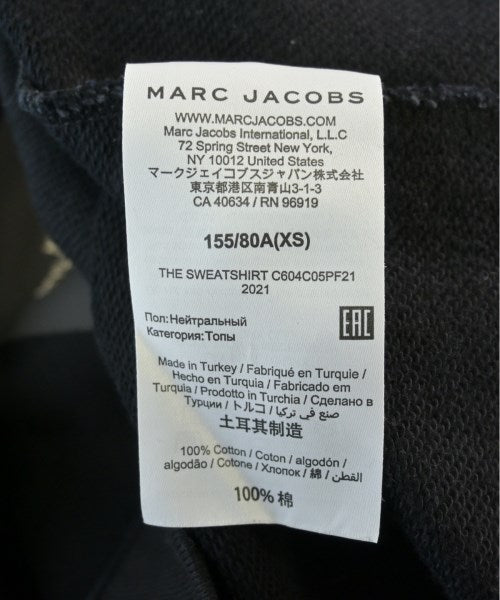 MARC JACOBS
WWW.MARCJACOBS.COM
Marc Jacobs International, L.L.C
72 Spring Street New York,
NY 10012 United States
マークジェイコブスジャパン株式会社
東京都港区南青山3-1-3
CA 40634 / RN 96919
155/80A(XS)
THE SWEATSHIRT C604C05PF21
2021
Пол: Нейтральный
Категория: Топы
EAC
Made in Turkey / Fabriqué en Turquie /
Hecho en Turquia / Fabricado em
Turquia / Prodotto in Turchia / Сделано в
Турции / トルコ / صنع في تركيا
土耳其制造
100% Cotton / Coton / algodón /
algodão / Cotone / Хлопок / 綿 / القطن
100% 棉